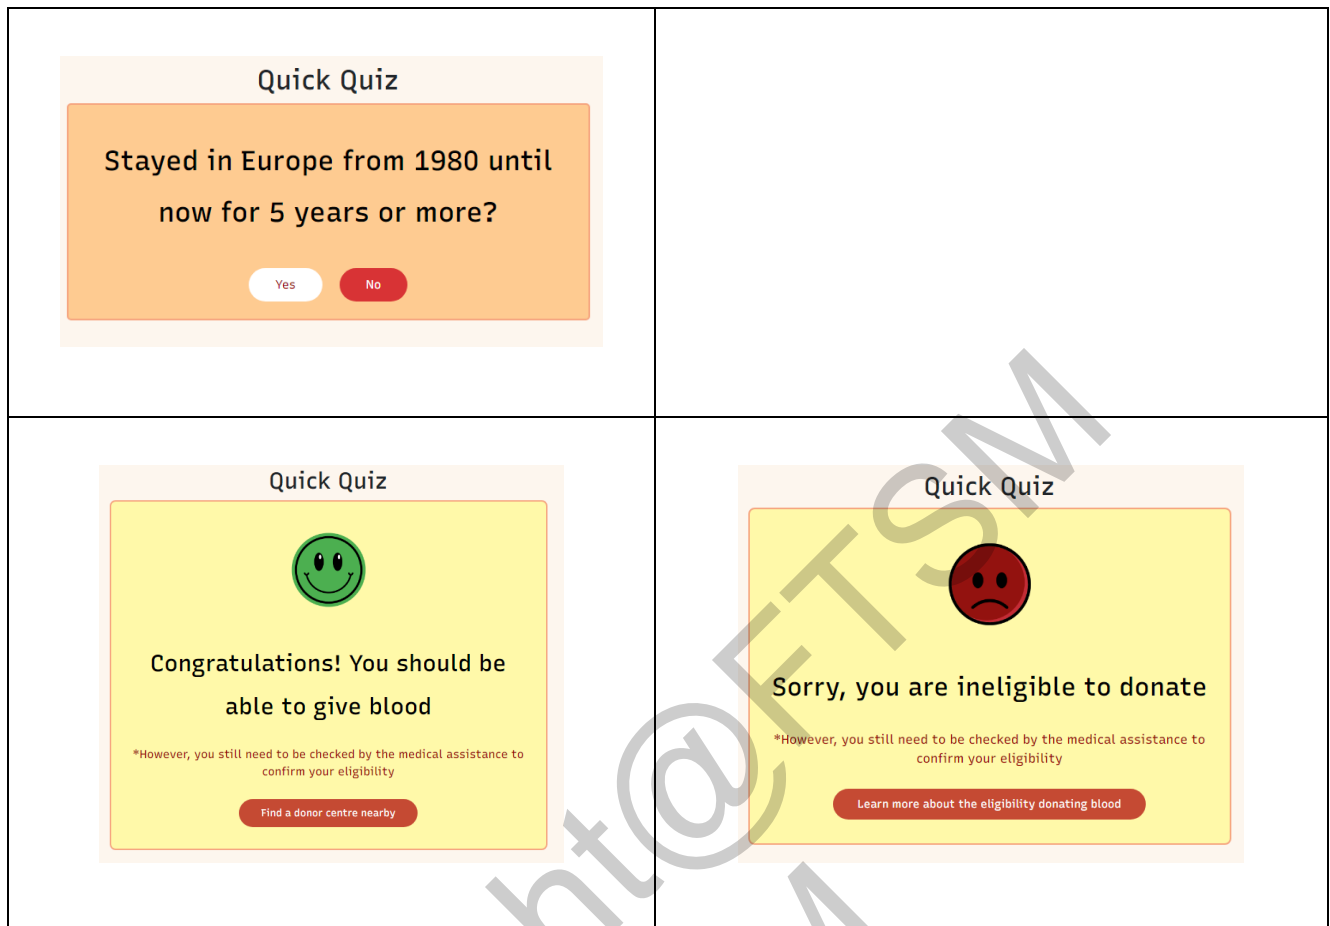 Quick Quiz
Stayed in Europe from 1980 until
now for 5 years or more?
Yes No
Quick Quiz
Congratulations! You should be
able to give blood
*However, you still need to be checked by the medical assistance to
confirm your eligibility
Find a donor centre nearby
Quick Quiz
Sorry, you are ineligible to donate
*However, you still need to be checked by the medical assistance to
confirm your eligibility
Learn more about the eligibility donating blood
ht@FTSM
M